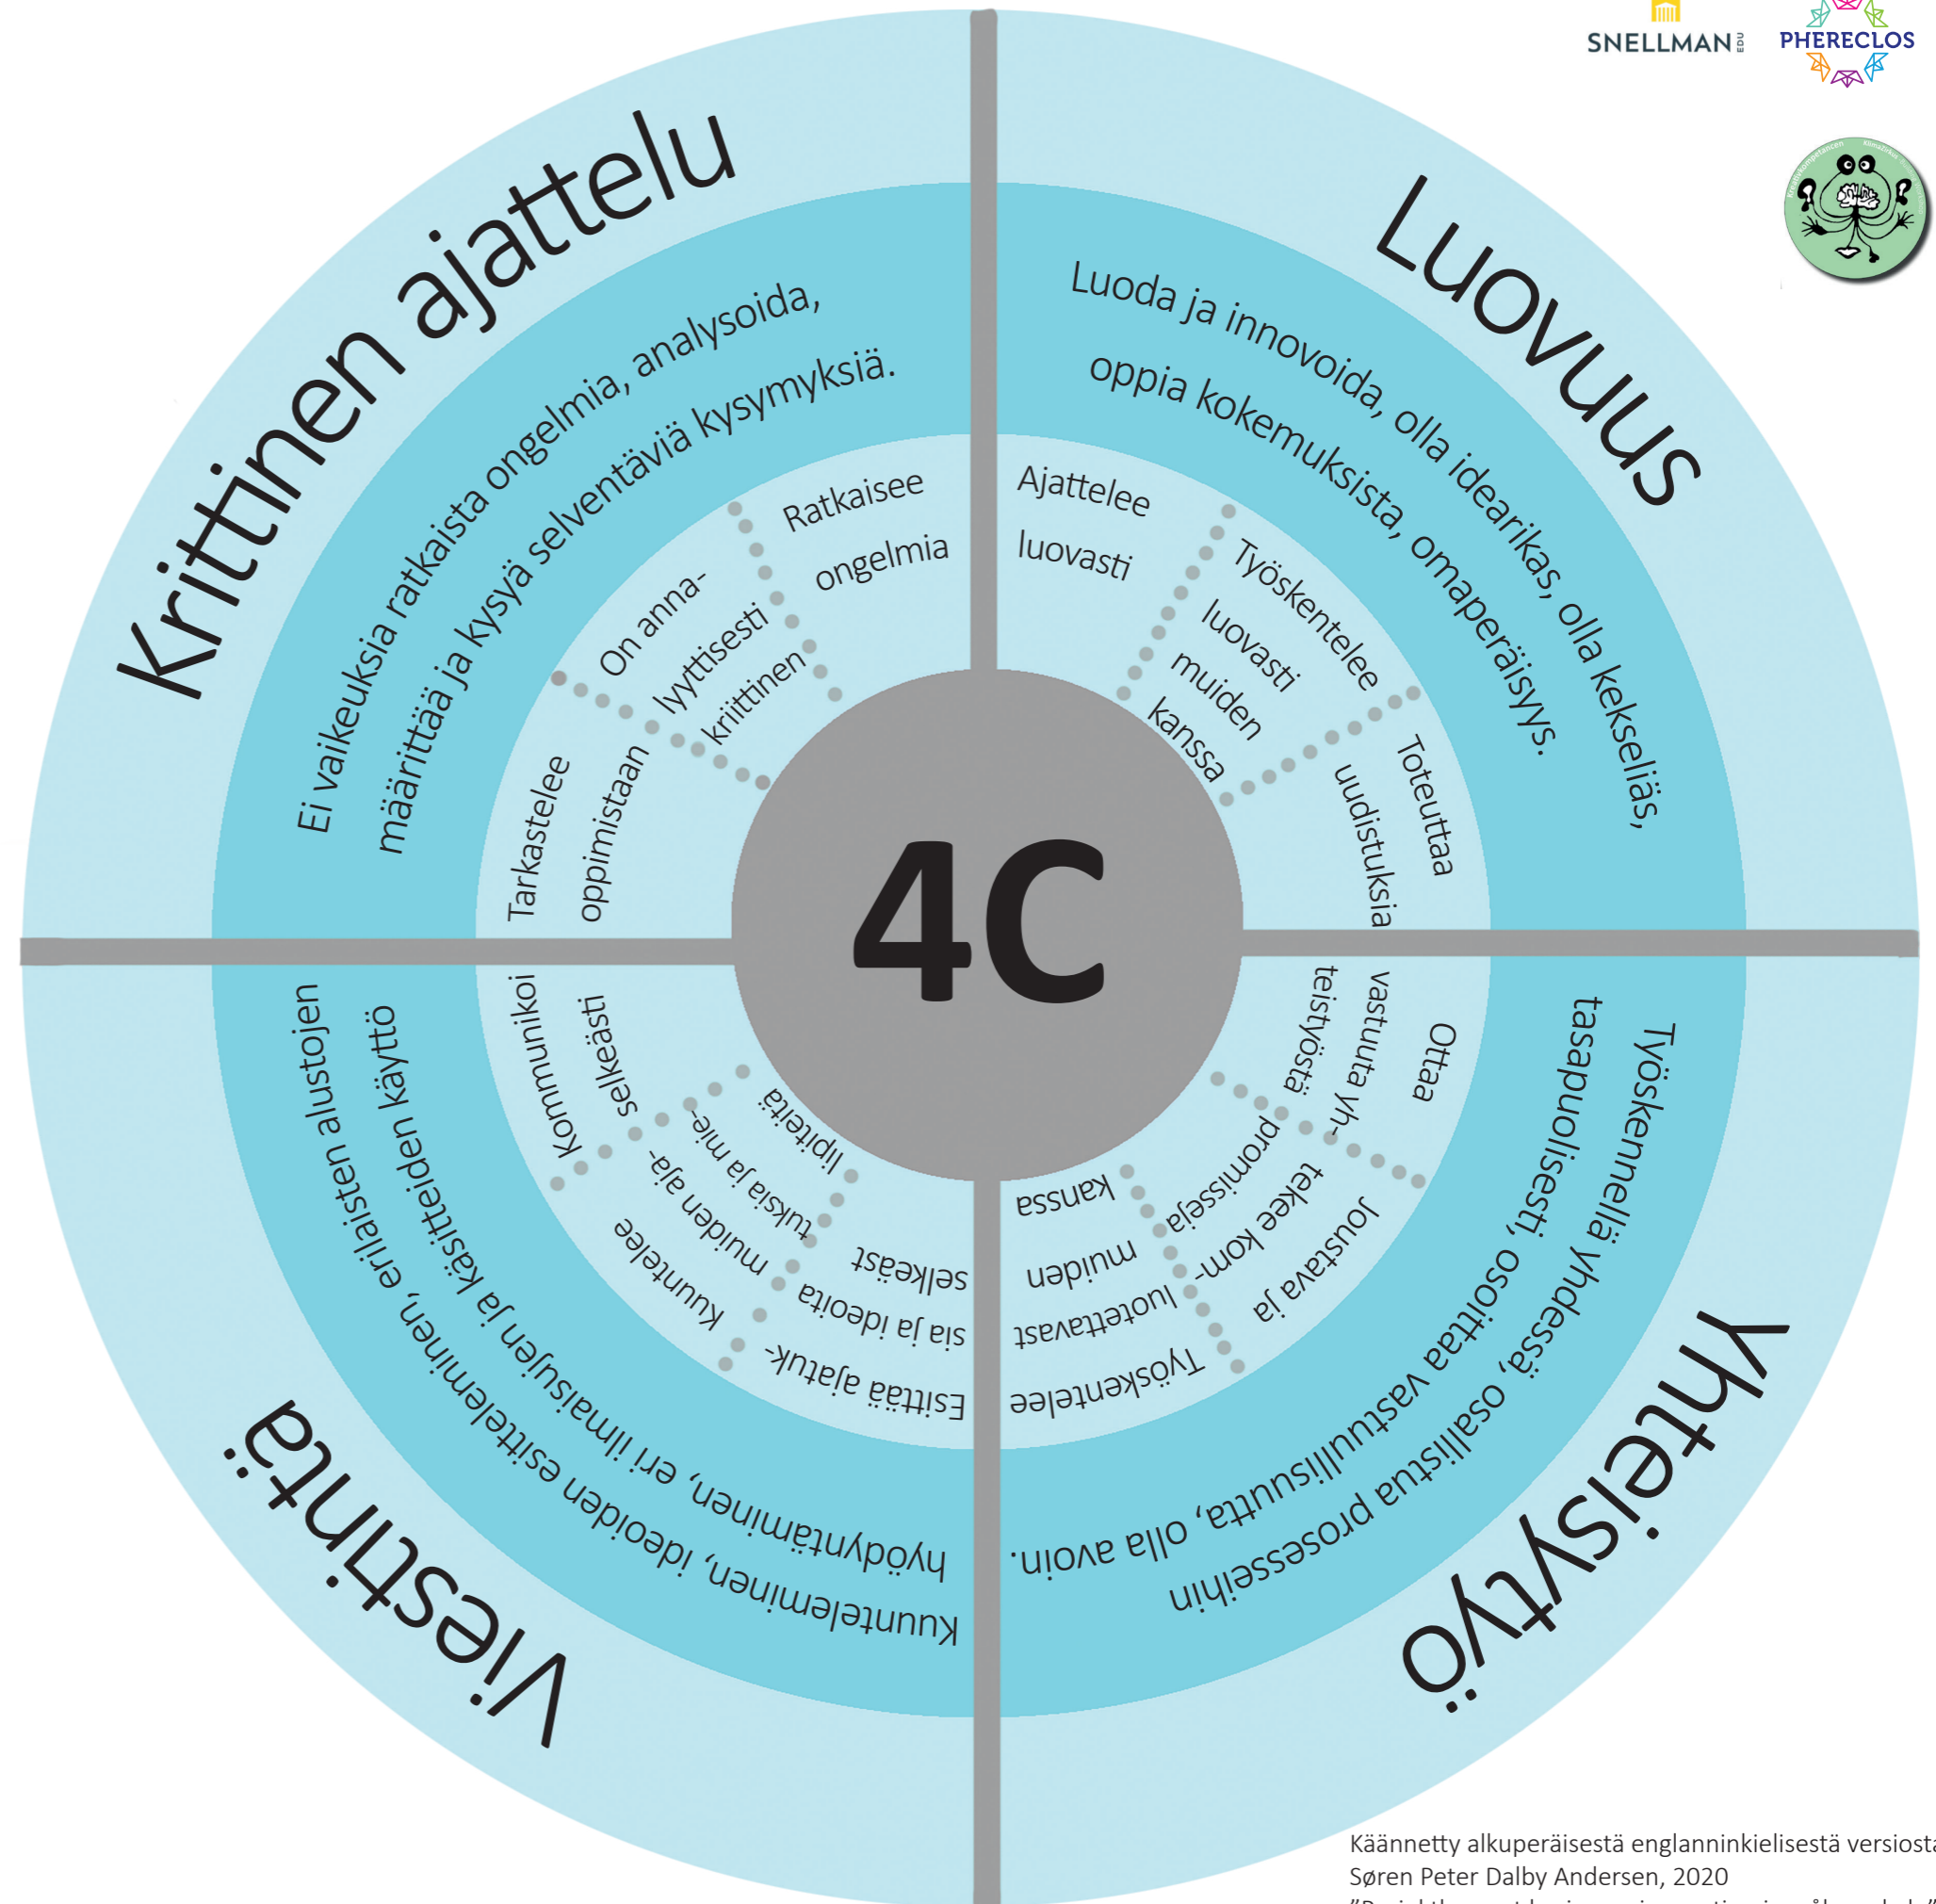 SNELLMAN EDU
PHERECLOS
Kriittinen ajattelu
Ei vaikeuksia ratkaista ongelmia, analysoida,
määrittää ja kysyä selventäviä kysymyksiä.
Tarkastelee
oppimistaan
On anna-
lyyttisesti
kriittinen
Ratkaisee
ongelmia
Luovuus
Luoda ja innovoida, olla idearikas, olla kekseliäs,
oppia kokemuksista, omaperäisyys.
Ajattelee
luovasti
Työskentelee
luovasti
muiden
kanssa
Toteuttaa
uudistuksia
4C
Yhteisytyö
Työskennellä yhdessä, osallistua prosesseihin
tasapuolisesti, osoittaa vastuullisuutta, olla avoin.
Ottaa
vastuuta yh-
teistyöstä
Joustava ja
tekee kom-
promisseja
Työskentelee
luotettavast
muiden
kanssa
Viestintä
Kuunteleminen, ideoiden esitteleminen, erilaisten alustojen
hyödyntäminen, eri ilmaisujen ja käsitteiden käyttö
Esittää ajatuk-
sia ja ideoita
selkeäst
Kuuntelee
muiden aja-
tuksia ja mie-
lipiteitä
Kommunikoi
selkeästi
Käännetty alkuperäisestä englanninkielisestä versiosta
Søren Peter Dalby Andersen, 2020